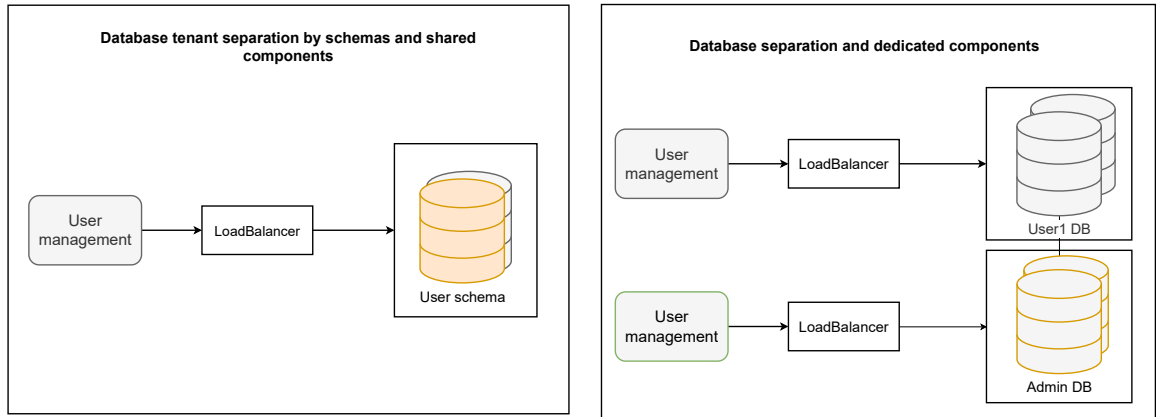 Database tenant separation by schemas and shared
components
User
management
LoadBalancer
User schema
Database separation and dedicated components
User
management
LoadBalancer
User1 DB
User
management
LoadBalancer
Admin DB